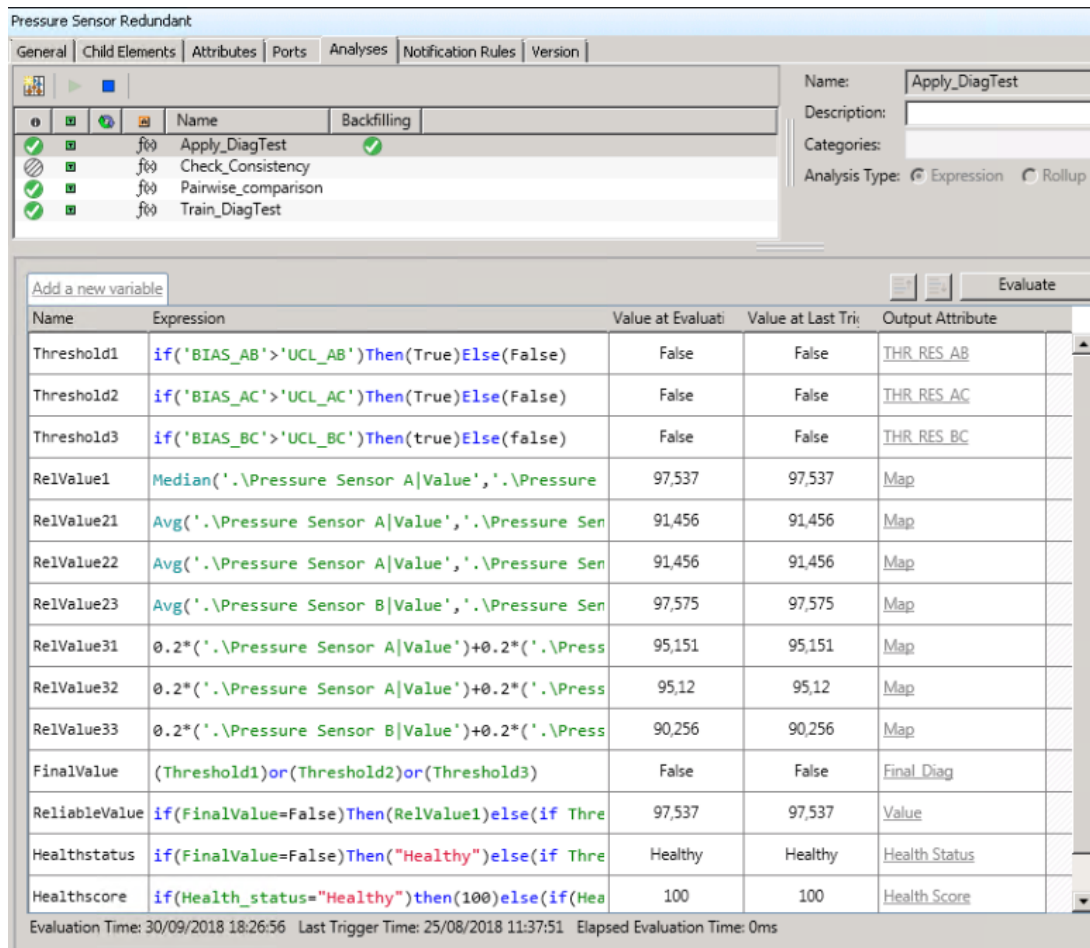 Pressure Sensor Redundant
General Child Elements Attributes Ports Analyses Notification Rules Version
Name: Apply_DiagTest
Description:
Categories:
Analysis Type: Expression Rollup
Name Backfilling
f(x) Apply_DiagTest
f(x) Check_Consistency
f(x) Pairwise_comparison
f(x) Train_DiagTest
Add a new variable
Evaluate
Name Expression Value at Evaluati Value at Last Tri Output Attribute
Threshold1 if('BIAS_AB'>'UCL_AB')Then(True)Else(False) False False THR RES AB
Threshold2 if('BIAS_AC'>'UCL_AC')Then(True)Else(False) False False THR RES AC
Threshold3 if('BIAS_BC'>'UCL_BC')Then(true)Else(false) False False THR RES BC
RelValue1 Median('.\Pressure Sensor A|Value','.\Pressure 97,537 97,537 Map
RelValue21 Avg('.\Pressure Sensor A|Value','.\Pressure Sen 91,456 91,456 Map
RelValue22 Avg('.\Pressure Sensor A|Value','.\Pressure Sen 91,456 91,456 Map
RelValue23 Avg('.\Pressure Sensor B|Value','.\Pressure Sen 97,575 97,575 Map
RelValue31 0.2*('.\Pressure Sensor A|Value')+0.2*('.\Press 95,151 95,151 Map
RelValue32 0.2*('.\Pressure Sensor A|Value')+0.2*('.\Press 95,12 95,12 Map
RelValue33 0.2*('.\Pressure Sensor B|Value')+0.2*('.\Press 90,256 90,256 Map
FinalValue (Threshold1)or(Threshold2)or(Threshold3) False False Final Diag
ReliableValue if(FinalValue=False)Then(RelValue1)else(if Thre 97,537 97,537 Value
Healthstatus if(FinalValue=False)Then("Healthy")else(if Thre Healthy Healthy Health Status
Healthscore if(Health_status="Healthy")then(100)else(if(Hea 100 100 Health Score
Evaluation Time: 30/09/2018 18:26:56 Last Trigger Time: 25/08/2018 11:37:51 Elapsed Evaluation Time: 0ms